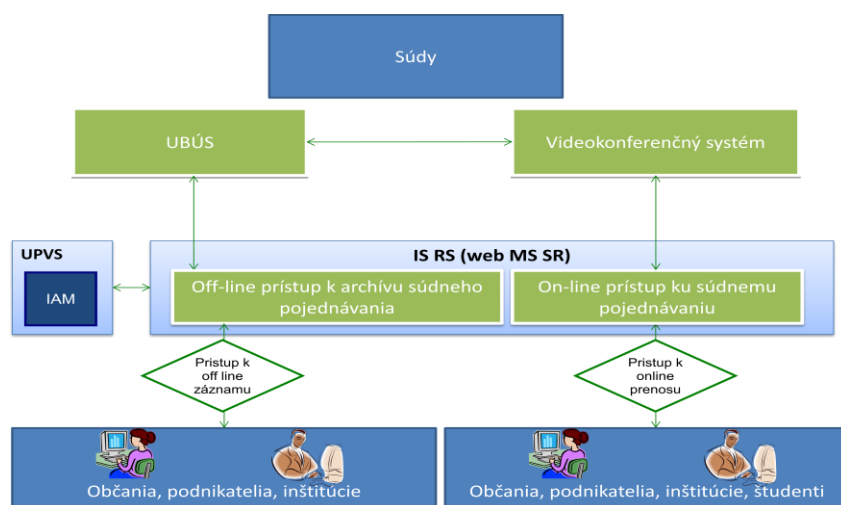 Súdy
UBÚS
Videokonferenčný systém
UPVS
IAM
IS RS (web MS SR)
Off-line prístup k archívu súdneho
pojednávania
On-line prístup ku súdnemu
pojednávaniu
Pristup k
off line
záznamu
Pristup k
online
prenosu
Občania, podnikatelia, inštitúcie
Občania, podnikatelia, inštitúcie, študenti